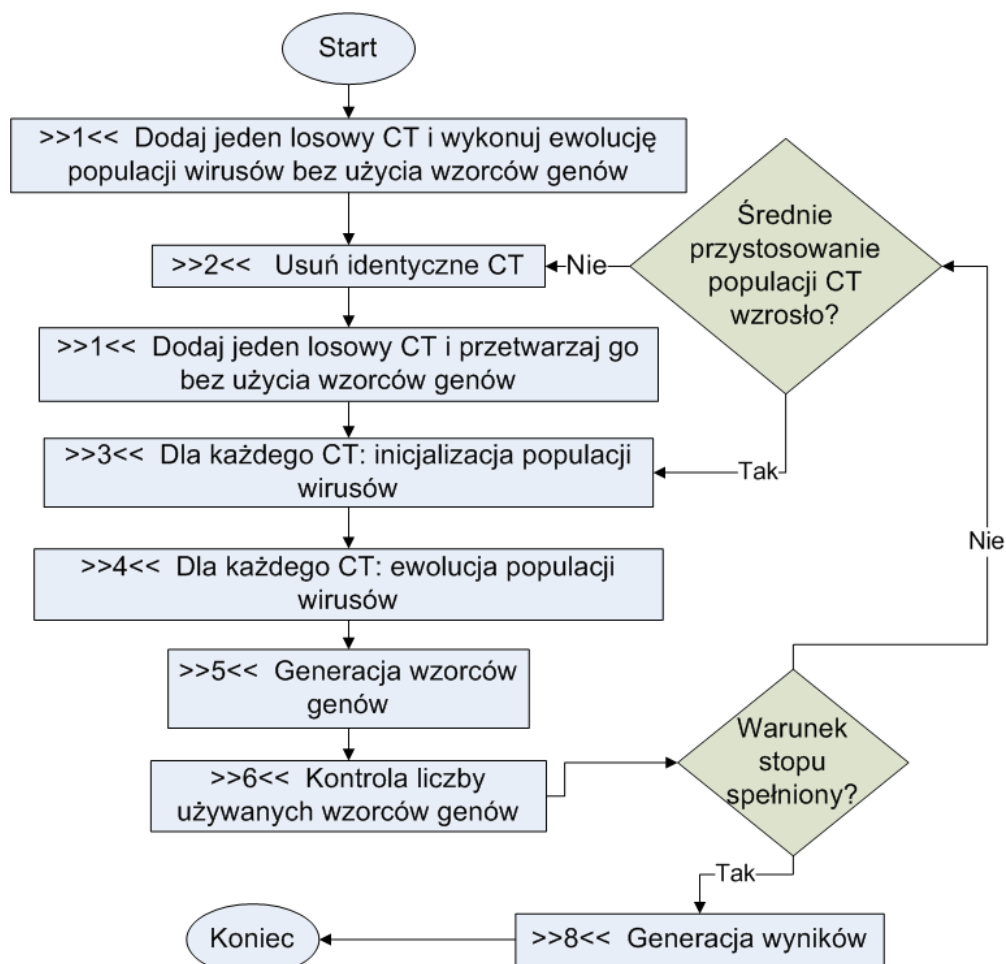 Start
>>1<< Dodaj jeden losowy CT i wykonuj ewolucję
populacji wirusów bez użycia wzorców genów
Średnie
przystosowanie
populacji CT
wzrosło?
>>2<< Usuń identyczne CT
Nie
>>1<< Dodaj jeden losowy CT i przetwarzaj go
bez użycia wzorców genów
>>3<< Dla każdego CT: inicjalizacja populacji
wirusów
Tak
Nie
>>4<< Dla każdego CT: ewolucja populacji
wirusów
>>5<< Generacja wzorców
genów
>>6<< Kontrola liczby
używanych wzorców genów
Warunek
stopu
spełniony?
Tak
>>8<< Generacja wyników
Koniec